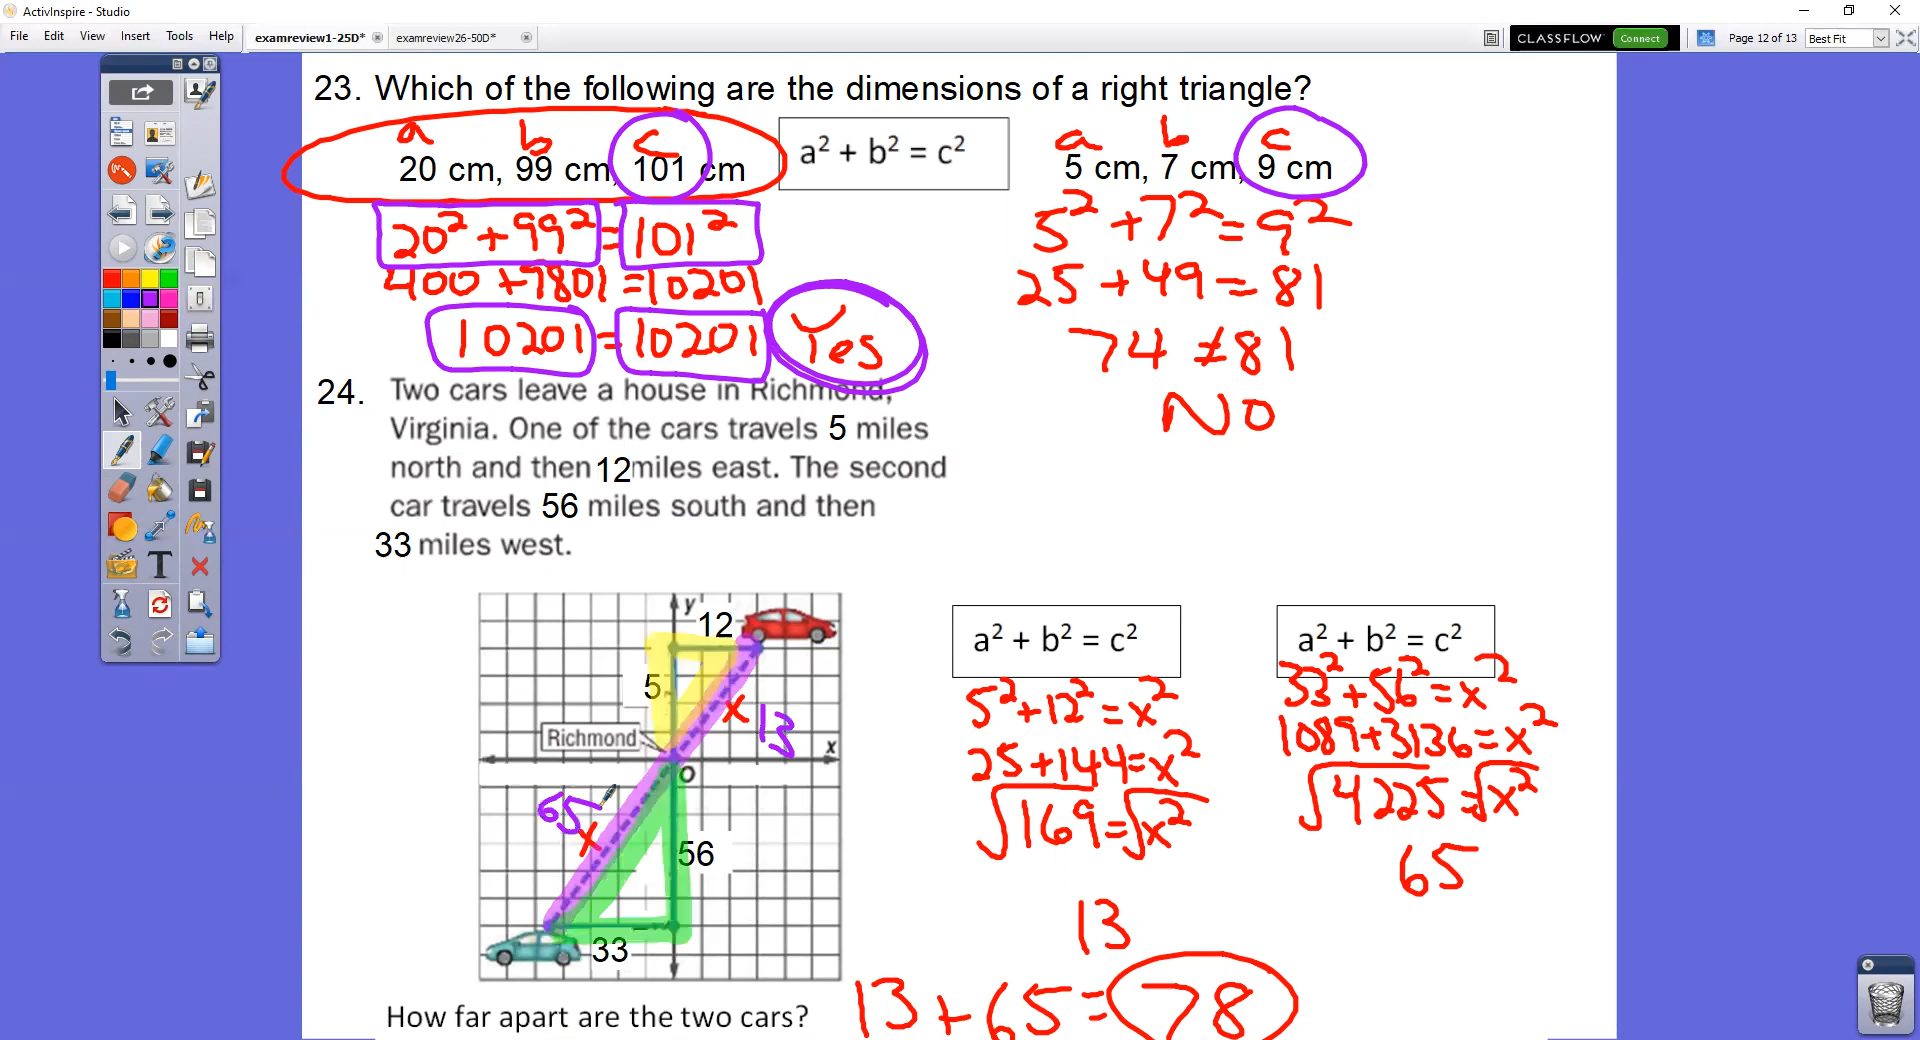 ActivInspire - Studio
File Edit View Insert Tools Help
examreview1-25D* examreview26-50D*
CLASSFLOW Connect
Page 12 of 13 Best Fit
23. Which of the following are the dimensions of a right triangle?
a b c
20 cm, 99 cm, 101 cm
a² + b² = c²
20² + 99² = 101²
400 + 9801 = 10201
10201 = 10201 Yes
a b c
5 cm, 7 cm, 9 cm
5² + 7² = 9²
25 + 49 = 81
74 ≠ 81
NO
24. Two cars leave a house in Richmond,
Virginia. One of the cars travels 5 miles
north and then 12 miles east. The second
car travels 56 miles south and then
33 miles west.
y
12
5
x 13
Richmond
x
O
65
x
56
33
a² + b² = c²
5² + 12² = x²
25 + 144 = x²
√169 = √x²
13
a² + b² = c²
33² + 56² = x²
1089 + 3136 = x²
√4225 = √x²
65
How far apart are the two cars?
13 + 65 = 78